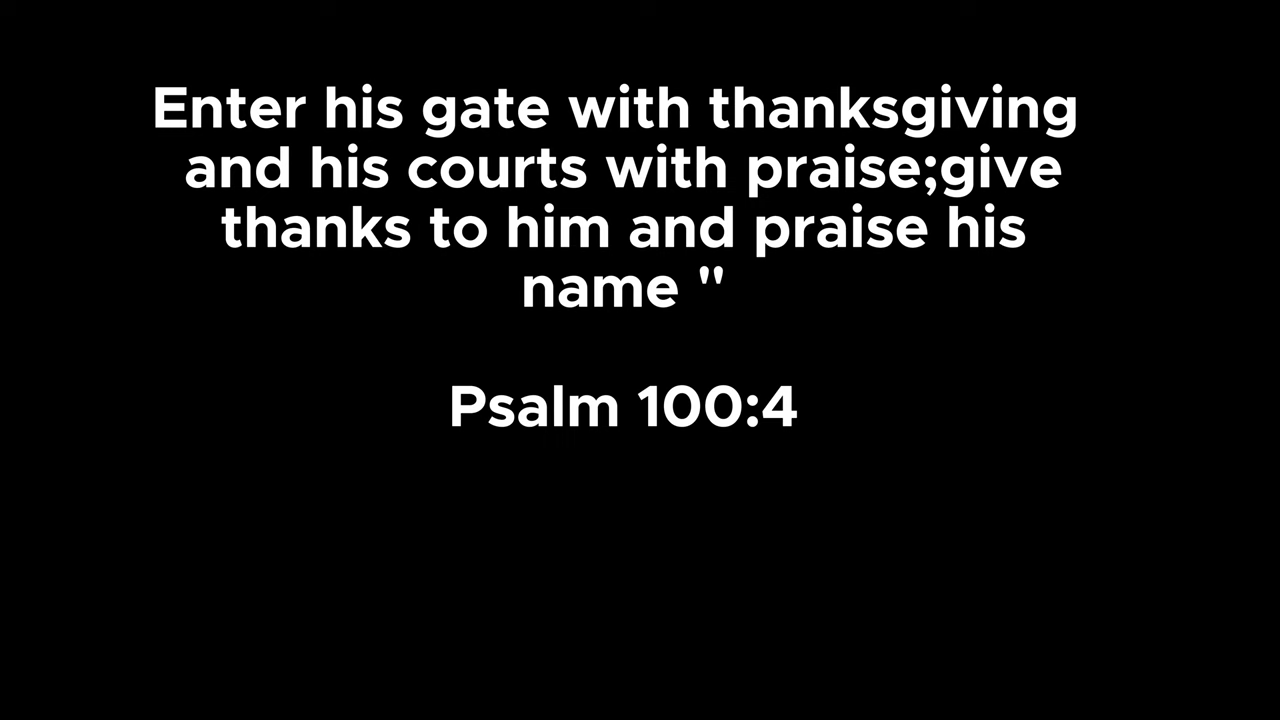 Enter his gate with thanksgiving
and his courts with praise;give
thanks to him and praise his
name "
Psalm 100:4